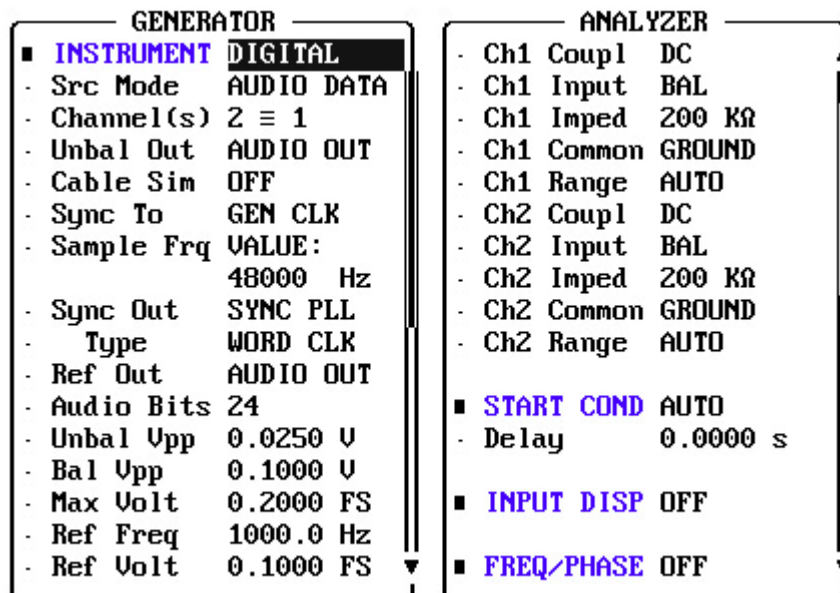 GENERATOR
INSTRUMENT DIGITAL
Src Mode AUDIO DATA
Channel(s) 2 ≡ 1
Unbal Out AUDIO OUT
Cable Sim OFF
Sync To GEN CLK
Sample Frq VALUE:
48000 Hz
Sync Out SYNC PLL
Type WORD CLK
Ref Out AUDIO OUT
Audio Bits 24
Unbal Vpp 0.0250 V
Bal Vpp 0.1000 V
Max Volt 0.2000 FS
Ref Freq 1000.0 Hz
Ref Volt 0.1000 FS
ANALYZER
Ch1 Coupl DC
Ch1 Input BAL
Ch1 Imped 200 KΩ
Ch1 Common GROUND
Ch1 Range AUTO
Ch2 Coupl DC
Ch2 Input BAL
Ch2 Imped 200 KΩ
Ch2 Common GROUND
Ch2 Range AUTO
START COND AUTO
Delay 0.0000 s
INPUT DISP OFF
FREQ/PHASE OFF